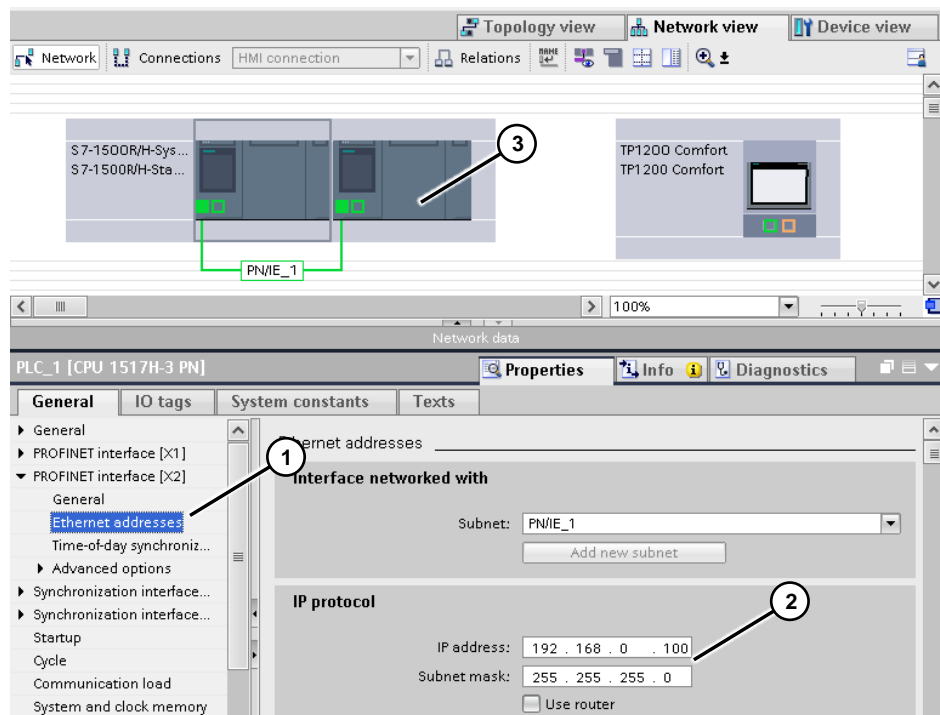 Topology view Network view Device view
Network Connections HMI connection Relations NAME
3
S7-1500R/H-Sys... TP1200 Comfort
S7-1500R/H-Sta... TP1200 Comfort
PN/IE_1
100%
Network data
PLC_1 [CPU 1517H-3 PN] Properties Info Diagnostics
General IO tags System constants Texts
General
Ethernet addresses
PROFINET interface [X1]
1
PROFINET interface [X2]
Interface networked with
General
Ethernet addresses
Subnet: PN/IE_1
Time-of-day synchroniz...
Add new subnet
Advanced options
Synchronization interface...
IP protocol
2
Synchronization interface...
Startup
IP address: 192 . 168 . 0 . 100
Cycle
Subnet mask: 255 . 255 . 255 . 0
Communication load
System and clock memory
Use router